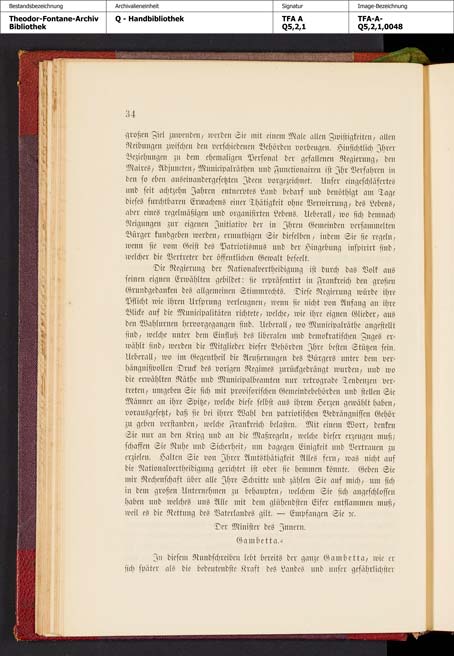 Bestandsbezeichnung Archivalieneinheit Signatur Image-Bezeichnung
Theodor-Fontane-Archiv Q - Handbibliothek TFA A TFA-A-
Bibliothek Q5,2,1 Q5,2,1,0048
34
großen Ziel zuwenden, werden Sie mit einem Male allen Zwistigkeiten, allen
Reibungen zwischen den verschiedenen Behörden vorbeugen. Hinsichtlich Ihrer
Beziehungen zu dem ehemaligen Personal der gefallenen Regierung, den
Maires, Adjuncten, Municipalräthen und Functionairen ist Ihr Verfahren in
den so eben auseinandergesetzten Ideen vorgezeichnet. Unser eingeschläfertes
und seit achtzehn Jahren entnervtes Land bedarf und benöthigt am Tage
dieses furchtbaren Erwachens einer Thätigkeit ohne Verwirrung, des Lebens,
aber eines regelmäßigen und organisirten Lebens. Ueberall, wo sich demnach
Neigungen zur eigenen Initiative der in Ihren Gemeinden versammelten
Bürger kundgeben werden, ermuthigen Sie dieselben, indem Sie sie regeln,
wenn sie vom Geist des Patriotismus und der Hingebung inspirirt sind,
welcher die Vertreter der öffentlichen Gewalt beseelt.
Die Regierung der Nationalvertheidigung ist durch das Volk aus
seinen eignen Erwählten gebildet: sie repräsentirt in Frankreich den großen
Grundgedanken des allgemeinen Stimmrechts. Diese Regierung würde ihre
Pflicht wie ihren Ursprung verleugnen, wenn sie nicht von Anfang an ihre
Blicke auf die Municipalitäten richtete, welche, wie ihre eignen Glieder, aus
den Wahlurnen hervorgegangen sind. Ueberall, wo Municipalräthe angestellt
sind, welche unter dem Einfluß des liberalen und demokratischen Zuges er-
wählt sind, werden die Mitglieder dieser Behörden Ihre besten Stützen sein.
Ueberall, wo im Gegentheil die Aeußerungen des Bürgers unter dem ver-
hängnißvollen Druck des vorigen Regimes zurückgedrängt wurden, und wo
die erwählten Räthe und Municipalbeamten nur retrograde Tendenzen ver-
treten, umgeben Sie sich mit provisorischen Gemeindebehörden und stellen Sie
Männer an ihre Spitze, welche diese selbst aus ihrem Herzen gewählt haben,
vorausgesetzt, daß sie bei ihrer Wahl den patriotischen Bedrängnissen Gehör
zu geben verstanden, welche Frankreich belasten. Mit einem Wort, denken
Sie nur an den Krieg und an die Maßregeln, welche dieser erzeugen muß;
schaffen Sie Ruhe und Sicherheit, um dagegen Einigkeit und Vertrauen zu
erzielen. Halten Sie von Ihrer Amtsthätigkeit Alles fern, was nicht auf
die Nationalvertheidigung gerichtet ist oder sie hemmen könnte. Geben Sie
mir Rechenschaft über alle Ihre Schritte und zählen Sie auf mich, um sich
in dem großen Unternehmen zu behaupten, welchem Sie sich angeschlossen
haben und welches uns Alle mit dem glühendsten Eifer entflammen muß,
weil es die Rettung des Vaterlandes gilt. — Empfangen Sie ꝛc.
Der Minister des Innern.
Gambetta.“
In diesem Rundschreiben lebt bereits der ganze Gambetta, wie er
sich später als die bedeutendste Kraft des Landes und unser gefährlichster